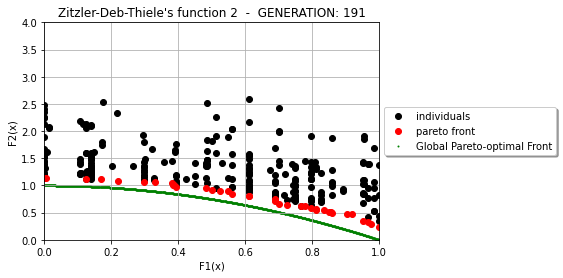 Zitzler-Deb-Thiele's function 2 - GENERATION: 191
4.0
3.5
3.0
2.5
2.0
1.5
1.0
0.5
0.0
F2(x)
0.0 0.2 0.4 0.6 0.8 1.0
F1(x)
individuals
pareto front
Global Pareto-optimal Front